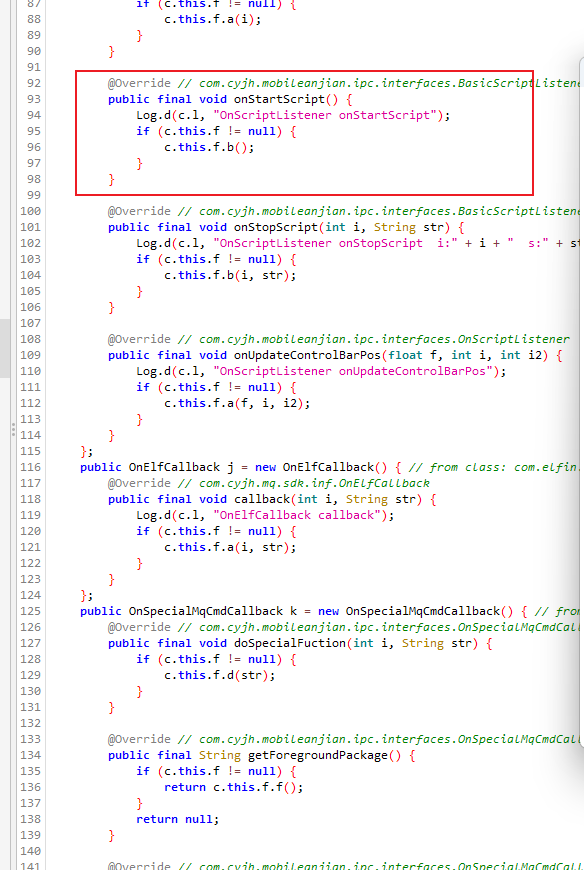 87 if (c.this.f != null) {
88 c.this.f.a(i);
89 }
90 }
91
92 @Override // com.cyjh.mobileanjian.ipc.interfaces.BasicScriptListene
93 public final void onStartScript() {
94 Log.d(c.l, "OnScriptListener onStartScript");
95 if (c.this.f != null) {
96 c.this.f.b();
97 }
98 }
99
100 @Override // com.cyjh.mobileanjian.ipc.interfaces.BasicScriptListene
101 public final void onStopScript(int i, String str) {
102 Log.d(c.l, "OnScriptListener onStopScript  i:" + i + "  s:" + st
103 if (c.this.f != null) {
104 c.this.f.b(i, str);
105 }
106 }
107
108 @Override // com.cyjh.mobileanjian.ipc.interfaces.OnScriptListener
109 public final void onUpdateControlBarPos(float f, int i, int i2) {
110 Log.d(c.l, "OnScriptListener onUpdateControlBarPos");
111 if (c.this.f != null) {
112 c.this.f.a(f, i, i2);
113 }
114 }
115 };
116 public OnElfCallback j = new OnElfCallback() { // from class: com.elfin.
117 @Override // com.cyjh.mq.sdk.inf.OnElfCallback
118 public final void callback(int i, String str) {
119 Log.d(c.l, "OnElfCallback callback");
120 if (c.this.f != null) {
121 c.this.f.a(i, str);
122 }
123 }
124 };
125 public OnSpecialMqCmdCallback k = new OnSpecialMqCmdCallback() { // from
126 @Override // com.cyjh.mobileanjian.ipc.interfaces.OnSpecialMqCmdCall
127 public final void doSpecialFuction(int i, String str) {
128 if (c.this.f != null) {
129 c.this.f.d(str);
130 }
131 }
132
133 @Override // com.cyjh.mobileanjian.ipc.interfaces.OnSpecialMqCmdCall
134 public final String getForegroundPackage() {
135 if (c.this.f != null) {
136 return c.this.f.f();
137 }
138 return null;
139 }
140
141 @Override // com.cyjh.mobileanjian.ipc.interfaces.OnSpecialMqCmdCall